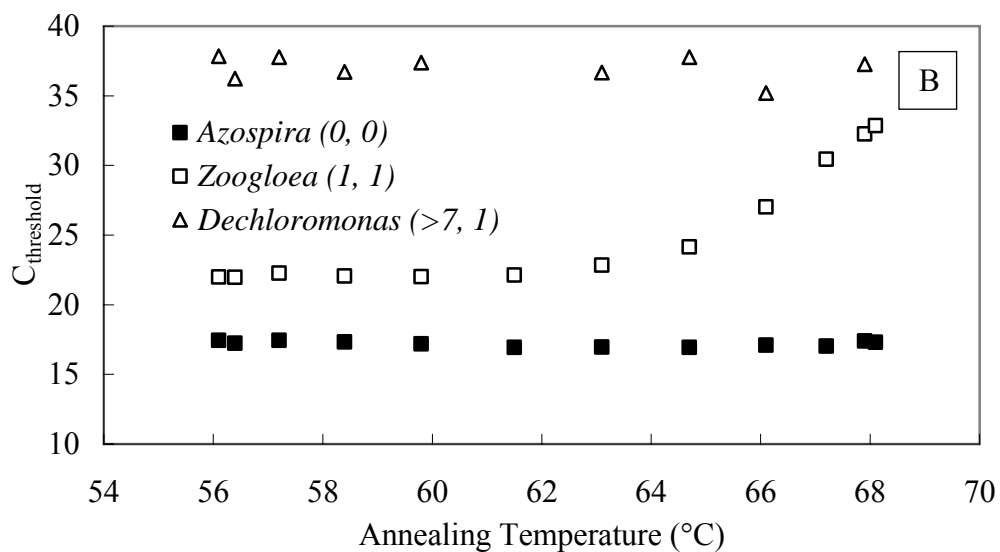 40
35
30
25
20
15
10
C_threshold
B
Azospira (0, 0)
Zoogloea (1, 1)
Dechloromonas (>7, 1)
54 56 58 60 62 64 66 68 70
Annealing Temperature (°C)